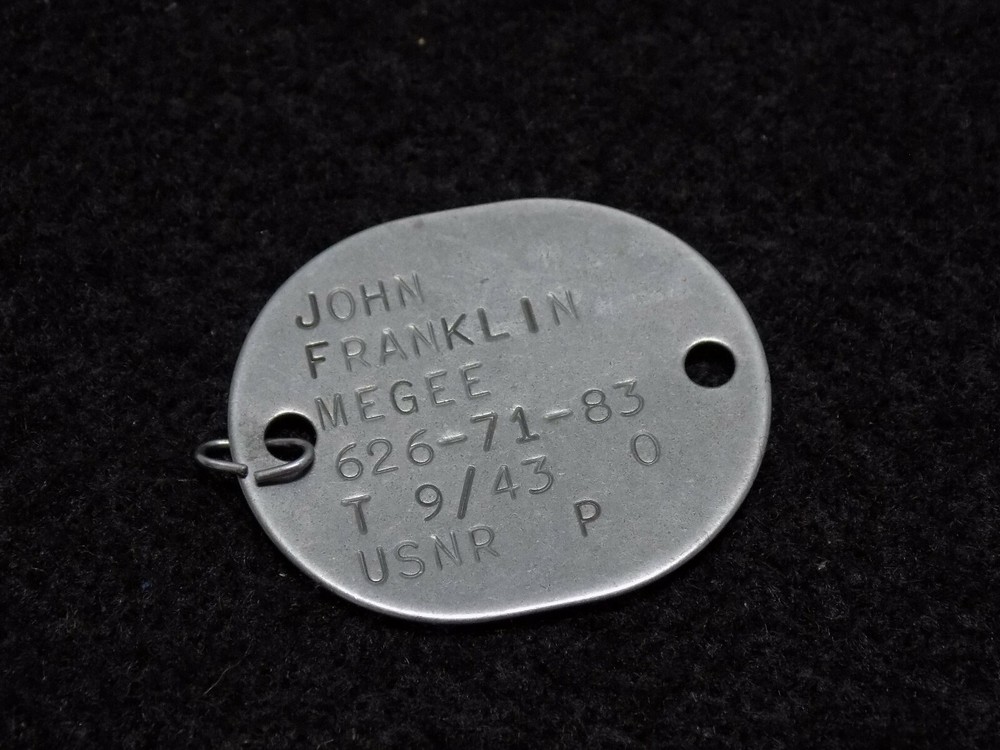 JOHN
FRANKLIN
MEGEE
626-71-83
T 9/43 O
USNR P